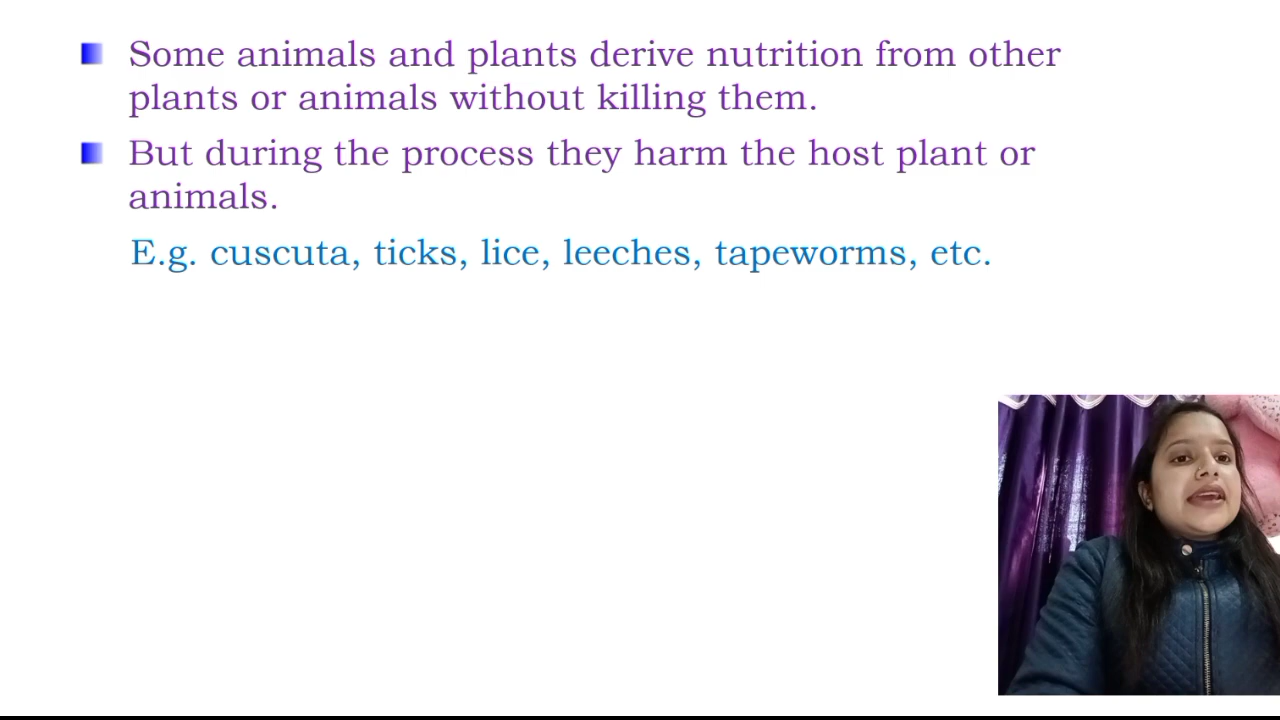 Some animals and plants derive nutrition from other
plants or animals without killing them.
But during the process they harm the host plant or
animals.
E.g. cuscuta, ticks, lice, leeches, tapeworms, etc.